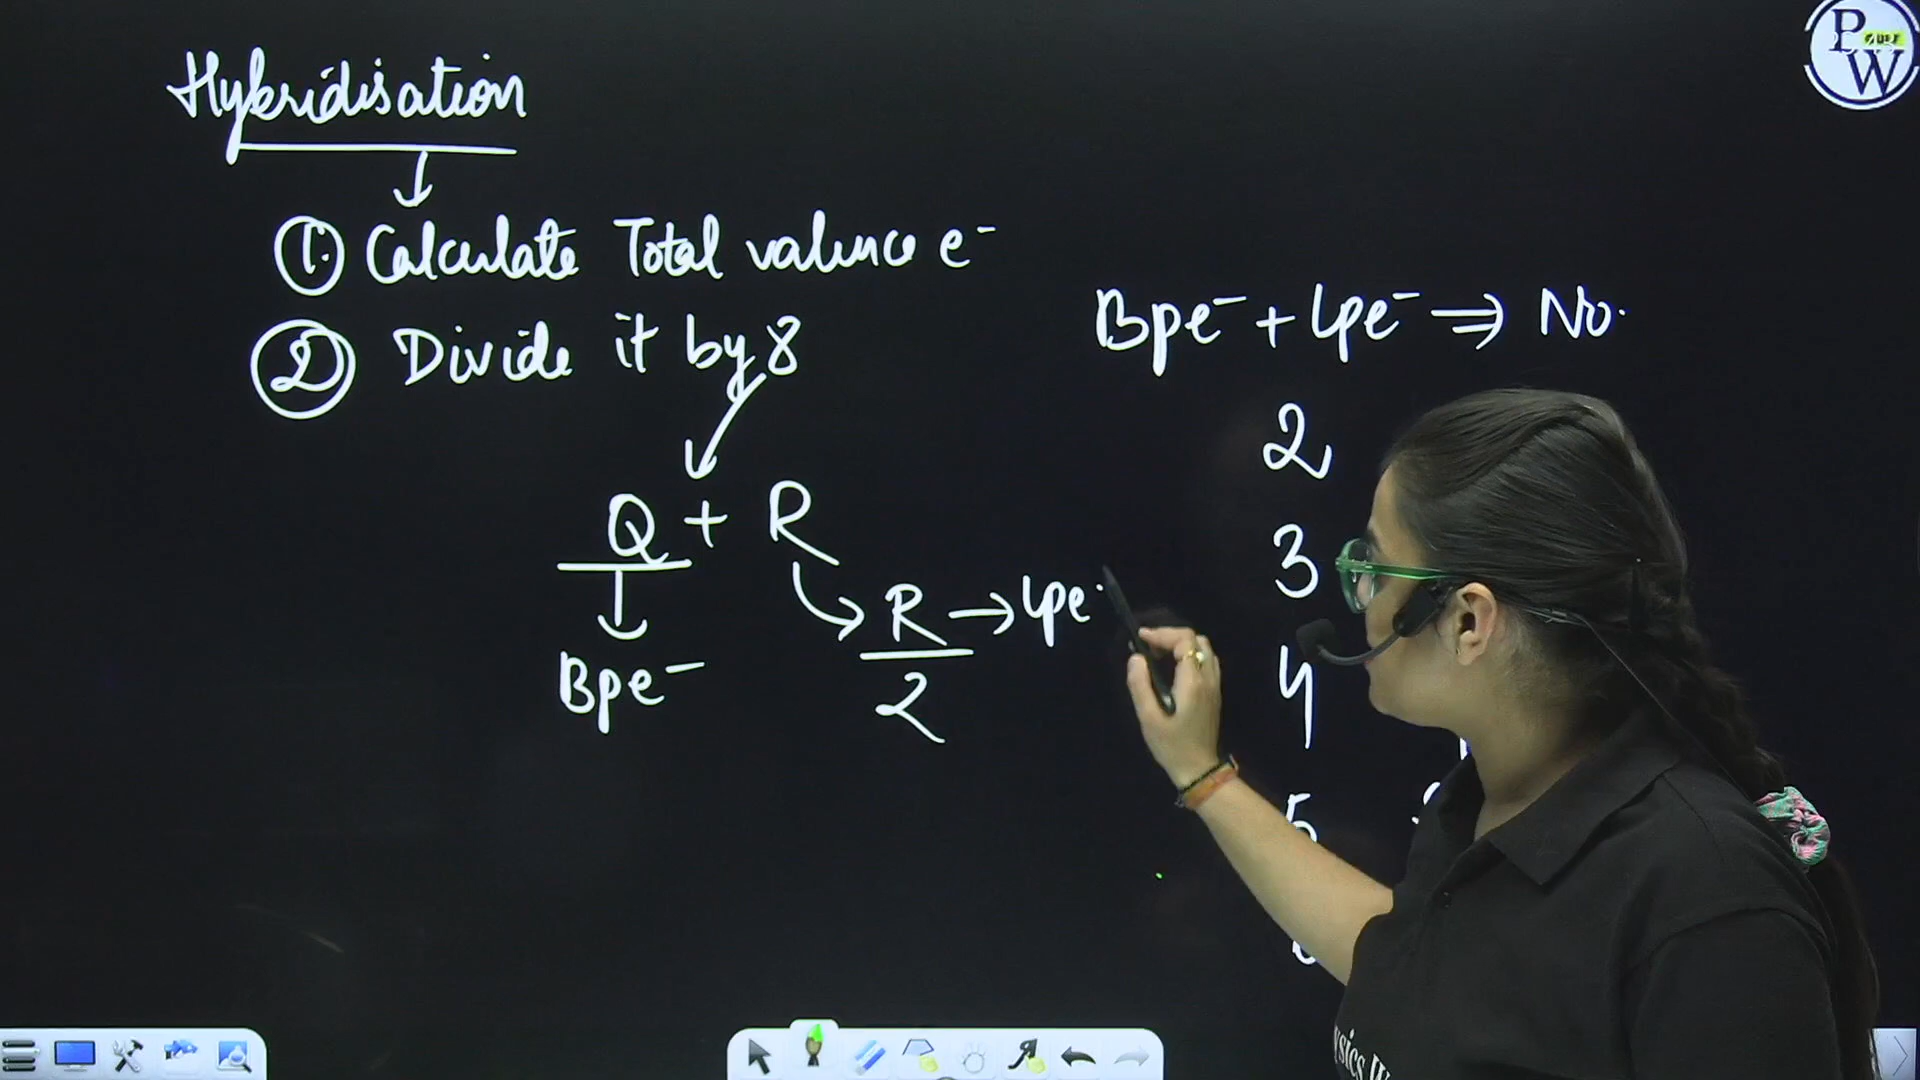 Hybridisation
1. Calculate Total valence e⁻
2 Divide it by 8
Q + R
Bpe⁻
R → lpe
2
Bpe⁻ + lpe⁻ ⇒ No.
2
3
4
5
PW